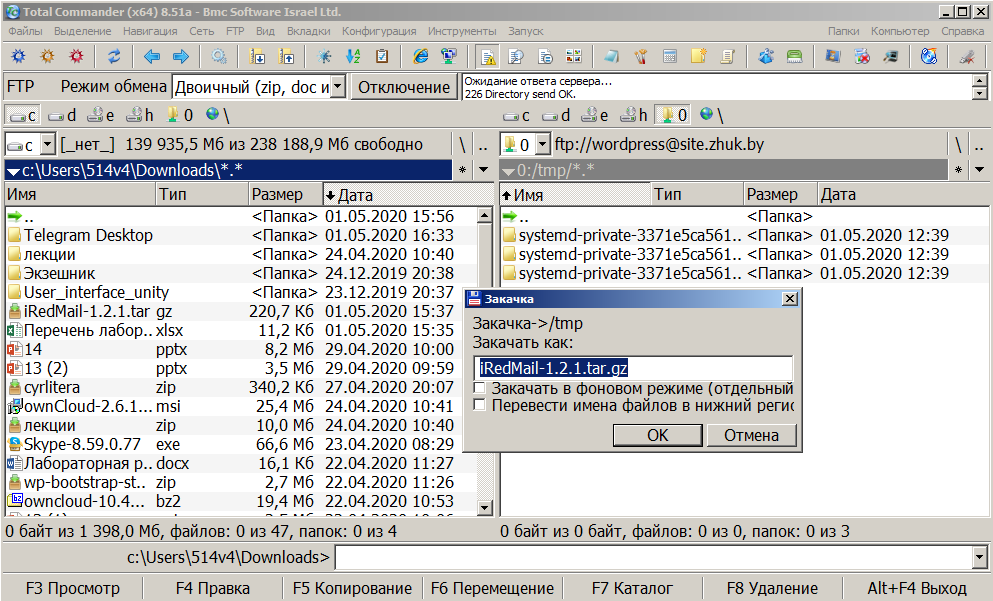 Total Commander (x64) 8.51a - Bmc Software Israel Ltd.
Файлы Выделение Навигация Сеть FTP Вид Вкладки Конфигурация Инструменты Запуск Папки Компьютер Справка
FTP Режим обмена Двоичный (zip, doc и Отключение
Ожидание ответа сервера...
226 Directory send OK.
c d e h 0 \ c d e h 0 \
c [_нет_] 139 935,5 Мб из 238 188,9 Мб свободно \ .. 0 ftp://wordpress@site.zhuk.by \ ..
c:\Users\514v4\Downloads\*.* * 0:/tmp/*.* *
Имя Тип Размер Дата Имя Тип Размер Дата
.. <Папка> 01.05.2020 15:56 .. <Папка>
Telegram Desktop <Папка> 01.05.2020 16:33 systemd-private-3371e5ca561.. <Папка> 01.05.2020 12:39
лекции <Папка> 24.04.2020 10:40 systemd-private-3371e5ca561.. <Папка> 01.05.2020 12:39
Экзешник <Папка> 24.12.2019 20:38 systemd-private-3371e5ca561.. <Папка> 01.05.2020 12:39
User_interface_unity <Папка> 23.12.2019 20:37
iRedMail-1.2.1.tar gz 220,7 Кб 01.05.2020 15:37
Перечень лабор.. xlsx 11,2 Кб 01.05.2020 15:35
14 pptx 8,2 Мб 29.04.2020 10:00
13 (2) pptx 3,5 Мб 29.04.2020 09:59
cyrlitera zip 340,2 Кб 27.04.2020 20:07
ownCloud-2.6.1... msi 25,4 Мб 24.04.2020 10:41
лекции zip 10,0 Мб 24.04.2020 10:40
Skype-8.59.0.77 exe 66,6 Мб 23.04.2020 08:29
Лабораторная р.. docx 16,1 Кб 22.04.2020 11:27
wp-bootstrap-st.. zip 2,7 Мб 22.04.2020 11:26
owncloud-10.4... bz2 19,4 Мб 22.04.2020 10:53
Закачка
Закачка->/tmp
Закачать как:
iRedMail-1.2.1.tar.gz
Закачать в фоновом режиме (отдельный
Перевести имена файлов в нижний регис
OK Отмена
0 байт из 1 398,0 Мб, файлов: 0 из 47, папок: 0 из 4 0 байт из 0 байт, файлов: 0 из 0, папок: 0 из 3
c:\Users\514v4\Downloads>
F3 Просмотр F4 Правка F5 Копирование F6 Перемещение F7 Каталог F8 Удаление Alt+F4 Выход